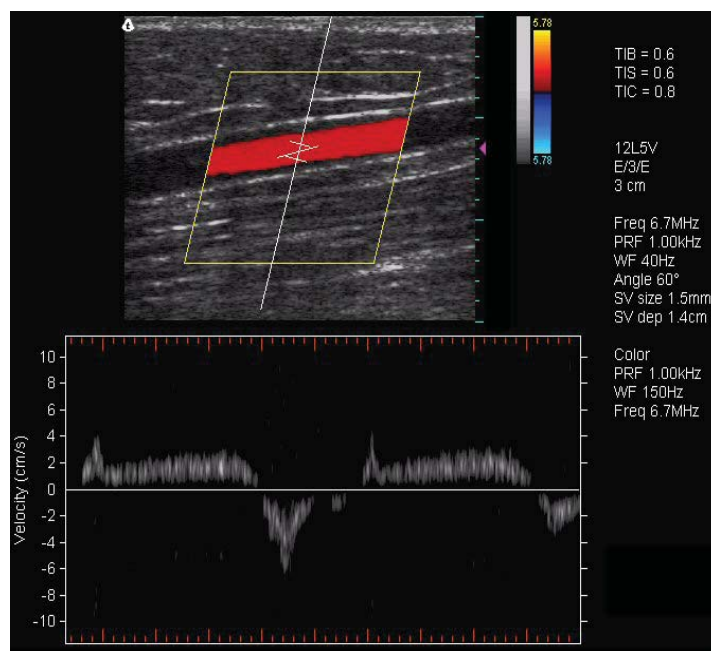 5.78
5.78
TIB = 0.6
TIS = 0.6
TIC = 0.8
12L5V
E/3/E
3 cm
Freq 6.7MHz
PRF 1.00kHz
WF 40Hz
Angle 60°
SV size 1.5mm
SV dep 1.4cm
Color
PRF 1.00kHz
WF 150Hz
Freq 6.7MHz
Velocity (cm/s)
10
8
6
4
2
0
-2
-4
-6
-8
-10